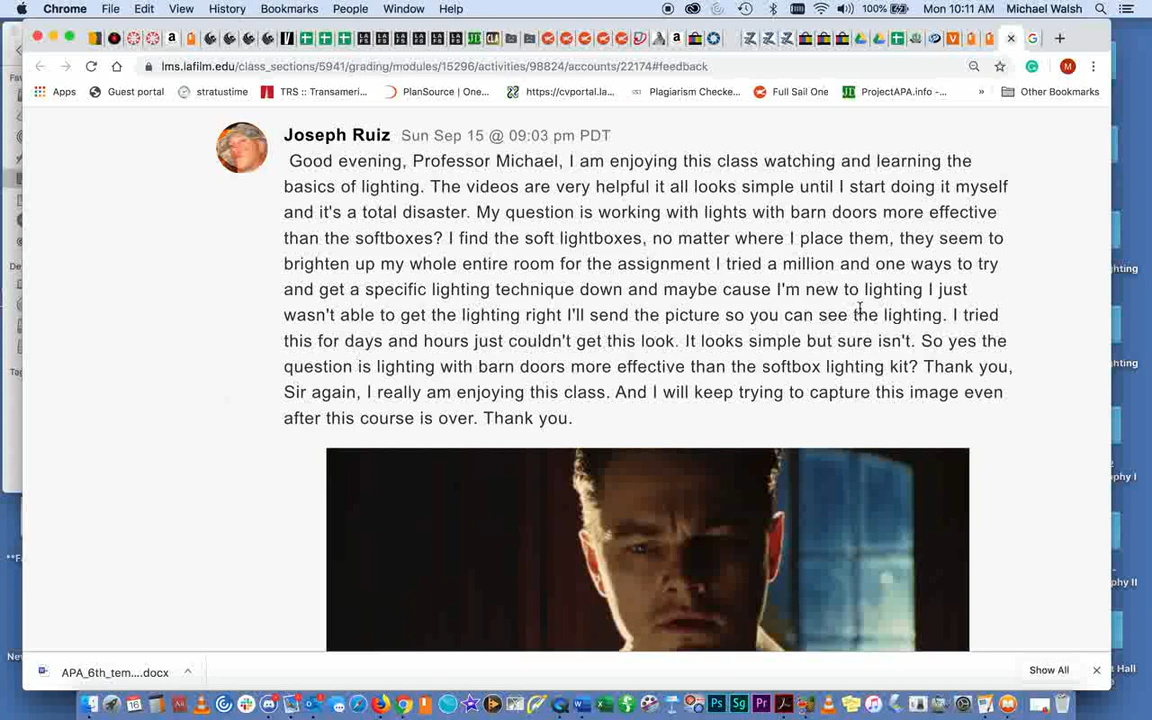 Chrome File Edit View History Bookmarks People Window Help 100% Mon 10:11 AM Michael Walsh
lms.lafilm.edu/class_sections/5941/grading/modules/15296/activities/98824/accounts/22174#feedback
Apps Guest portal stratustime TRS :: Transameri... PlanSource | One... https://cvportal.la... Plagiarism Checke... Full Sail One ProjectAPA.info -... » Other Bookmarks
Joseph Ruiz Sun Sep 15 @ 09:03 pm PDT
Good evening, Professor Michael, I am enjoying this class watching and learning the
basics of lighting. The videos are very helpful it all looks simple until I start doing it myself
and it's a total disaster. My question is working with lights with barn doors more effective
than the softboxes? I find the soft lightboxes, no matter where I place them, they seem to
brighten up my whole entire room for the assignment I tried a million and one ways to try
and get a specific lighting technique down and maybe cause I'm new to lighting I just
wasn't able to get the lighting right I'll send the picture so you can see the lighting. I tried
this for days and hours just couldn't get this look. It looks simple but sure isn't. So yes the
question is lighting with barn doors more effective than the softbox lighting kit? Thank you,
Sir again, I really am enjoying this class. And I will keep trying to capture this image even
after this course is over. Thank you.
APA_6th_tem....docx Show All